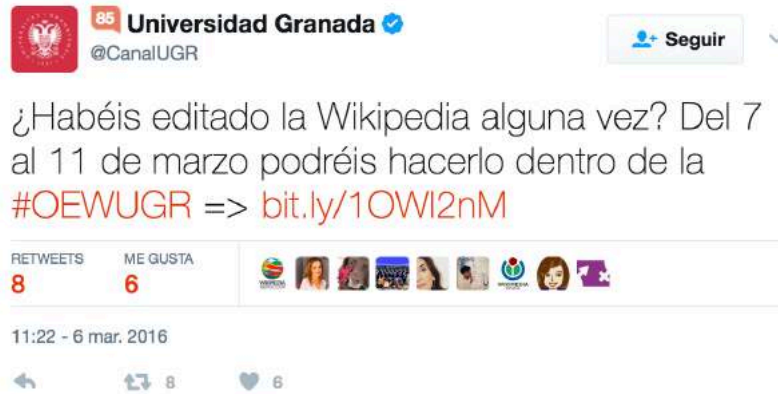 85 Universidad Granada
@CanalUGR
Seguir
¿Habéis editado la Wikipedia alguna vez? Del 7
al 11 de marzo podréis hacerlo dentro de la
#OEWUGR => bit.ly/1OWI2nM
RETWEETS ME GUSTA
8 6
11:22 - 6 mar. 2016
8 6